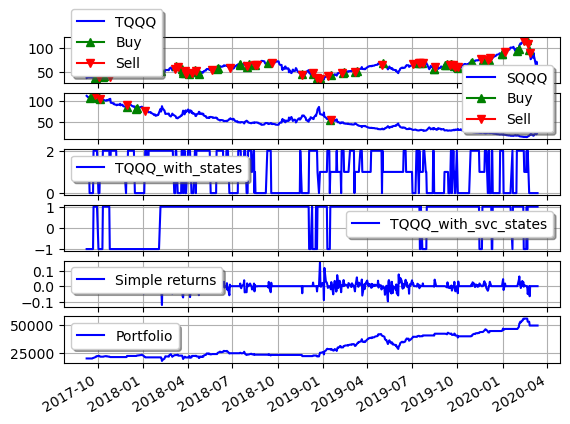 TQQQ
Buy
Sell
100
50
SQQQ
Buy
Sell
100
50
2
TQQQ_with_states
0
1
TQQQ_with_svc_states
−1
0.1
Simple returns
0.0
−0.1
Portfolio
50000
25000
2017-10 2018-01 2018-04 2018-07 2018-10 2019-01 2019-04 2019-07 2019-10 2020-01 2020-04